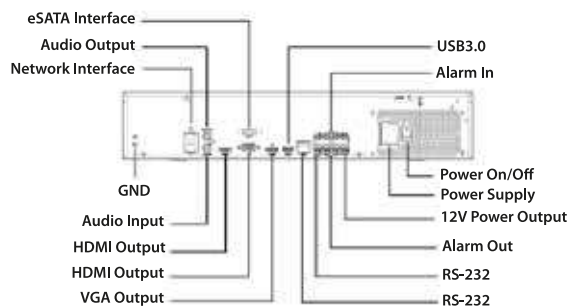 eSATA Interface
Audio Output
Network Interface
USB3.0
Alarm In
GND
Audio Input
HDMI Output
HDMI Output
VGA Output
Power On/Off
Power Supply
12V Power Output
Alarm Out
RS-232
RS-232